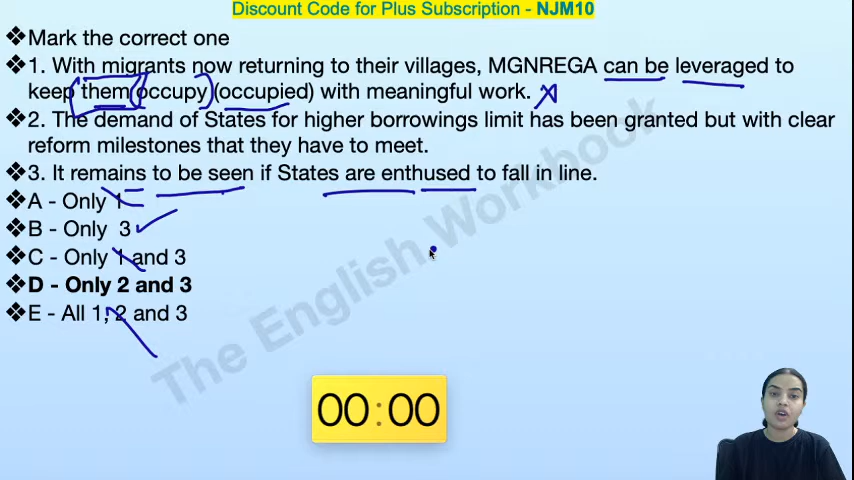 Discount Code for Plus Subscription - NJM10
❖Mark the correct one
❖1. With migrants now returning to their villages, MGNREGA can be leveraged to
keep them (occupy) (occupied) with meaningful work.
❖2. The demand of States for higher borrowings limit has been granted but with clear
reform milestones that they have to meet.
❖3. It remains to be seen if States are enthused to fall in line.
❖A - Only 1
❖B - Only 3
❖C - Only 1 and 3
❖D - Only 2 and 3
❖E - All 1, 2 and 3
The English Workbook
00:00